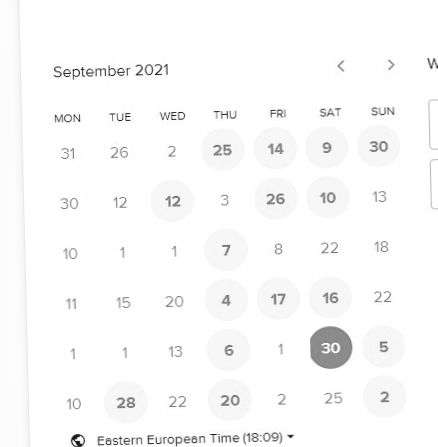 September 2021 < > W
MON TUE WED THU FRI SAT SUN
31 26 2 25 14 9 30
30 12 12 3 26 10 13
10 1 1 7 8 22 18
11 15 20 4 17 16 22
1 1 13 6 1 30 5
10 28 22 20 2 25 2
Eastern European Time (18:09)